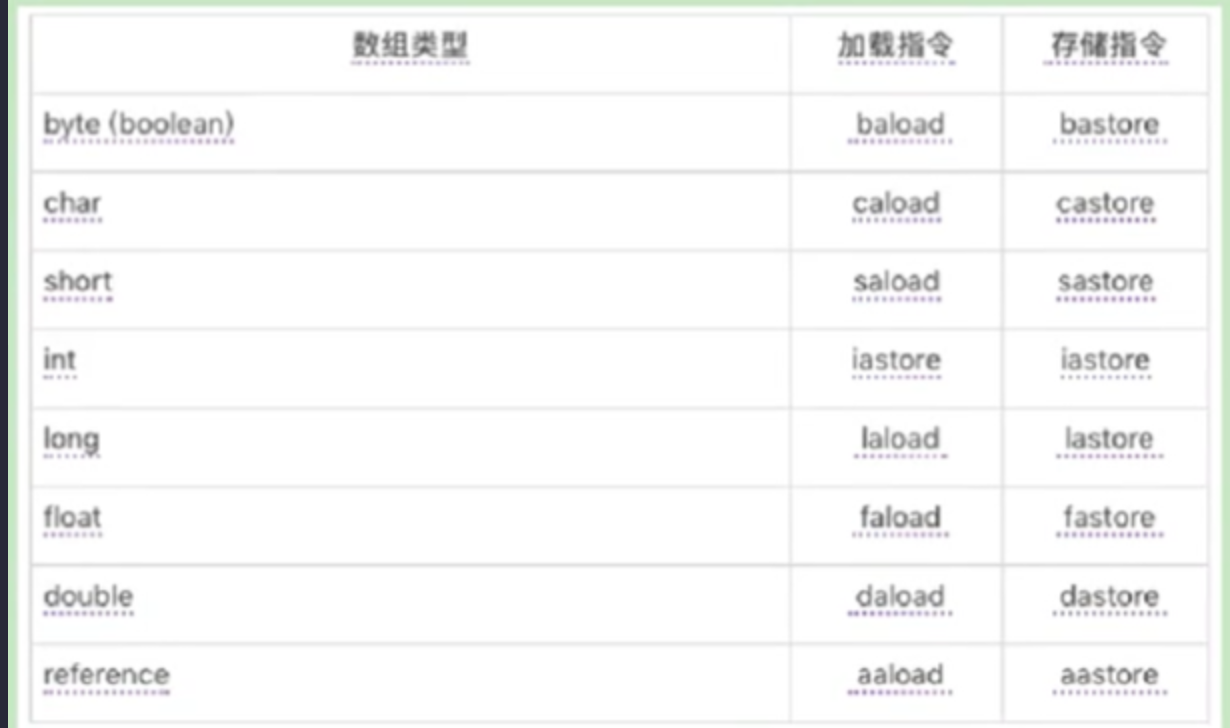 数组类型 加载指令 存储指令
byte (boolean) baload bastore
char caload castore
short saload sastore
int iastore iastore
long laload lastore
float faload fastore
double daload dastore
reference aaload aastore